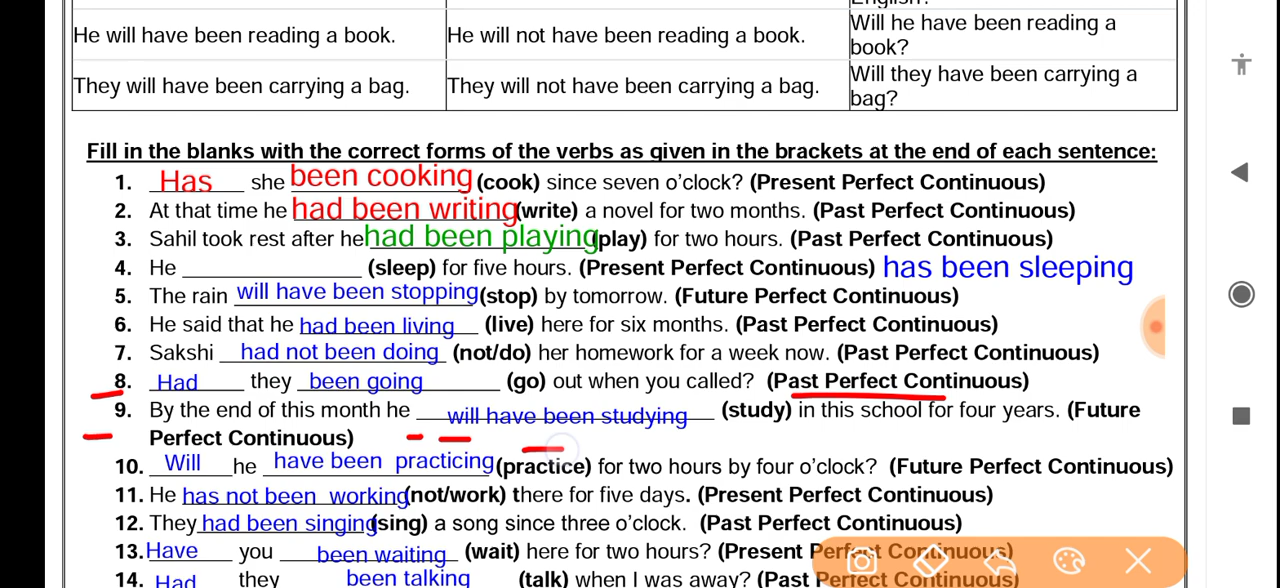 English?
He will have been reading a book. He will not have been reading a book. Will he have been reading a book?
They will have been carrying a bag. They will not have been carrying a bag. Will they have been carrying a bag?
Fill in the blanks with the correct forms of the verbs as given in the brackets at the end of each sentence:
1. Has she been cooking (cook) since seven o’clock? (Present Perfect Continuous)
2. At that time he had been writing (write) a novel for two months. (Past Perfect Continuous)
3. Sahil took rest after he had been playing (play) for two hours. (Past Perfect Continuous)
4. He ______________ (sleep) for five hours. (Present Perfect Continuous) has been sleeping
5. The rain will have been stopping (stop) by tomorrow. (Future Perfect Continuous)
6. He said that he had been living (live) here for six months. (Past Perfect Continuous)
7. Sakshi had not been doing (not/do) her homework for a week now. (Past Perfect Continuous)
8. Had they been going (go) out when you called? (Past Perfect Continuous)
9. By the end of this month he will have been studying (study) in this school for four years. (Future
Perfect Continuous)
10. Will he have been practicing (practice) for two hours by four o’clock? (Future Perfect Continuous)
11. He has not been working (not/work) there for five days. (Present Perfect Continuous)
12. They had been singing (sing) a song since three o’clock. (Past Perfect Continuous)
13. Have you been waiting (wait) here for two hours? (Present Perfect Continuous)
14. Had they been talking (talk) when I was away? (Past Perfect Continuous)